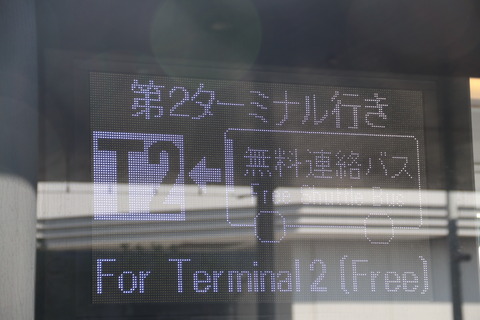 第2ターミナル行き
T2←
無料連絡バス
Free Shuttle Bus
For Terminal 2 (Free)